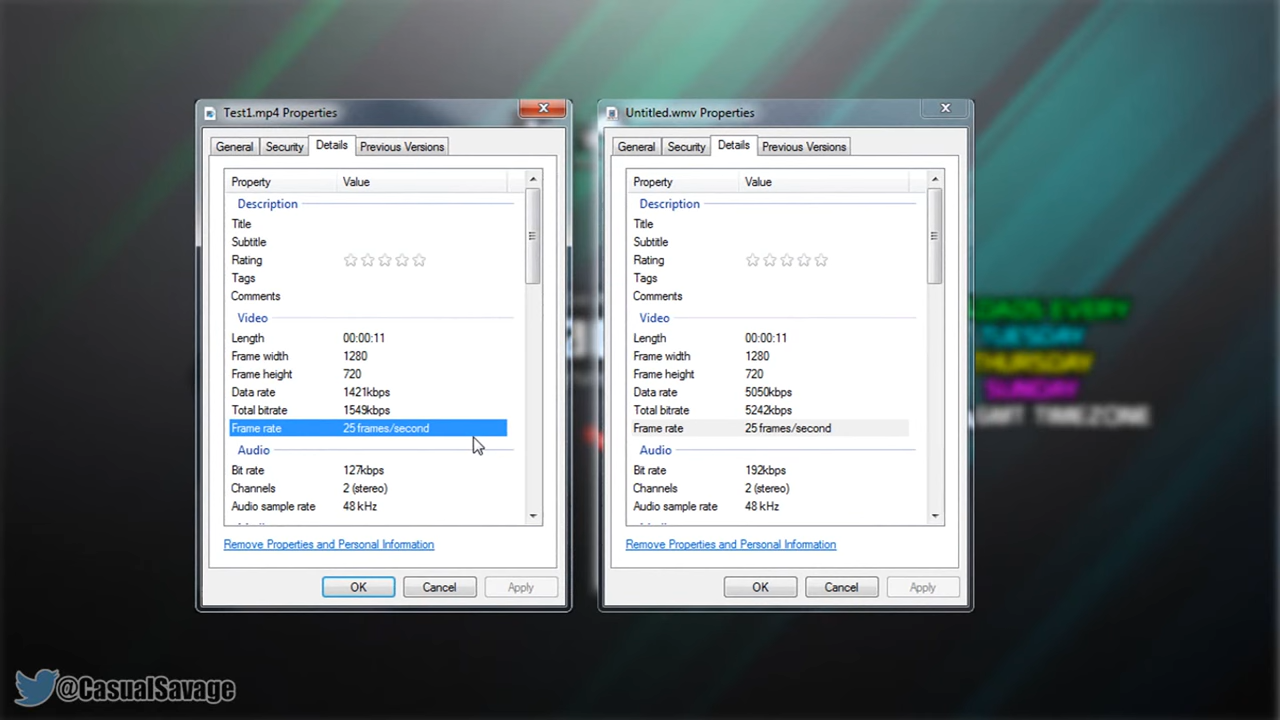 Test1.mp4 Properties
General Security Details Previous Versions
Property Value
Description
Title
Subtitle
Rating
Tags
Comments
Video
Length 00:00:11
Frame width 1280
Frame height 720
Data rate 1421kbps
Total bitrate 1549kbps
Frame rate 25 frames/second
Audio
Bit rate 127kbps
Channels 2 (stereo)
Audio sample rate 48 kHz
Remove Properties and Personal Information
OK Cancel Apply
Untitled.wmv Properties
General Security Details Previous Versions
Property Value
Description
Title
Subtitle
Rating
Tags
Comments
Video
Length 00:00:11
Frame width 1280
Frame height 720
Data rate 5050kbps
Total bitrate 5242kbps
Frame rate 25 frames/second
Audio
Bit rate 192kbps
Channels 2 (stereo)
Audio sample rate 48 kHz
Remove Properties and Personal Information
OK Cancel Apply
EVERY
TUESDAY
THURSDAY
SUNDAY
GMT TIMEZONE
@CasualSavage